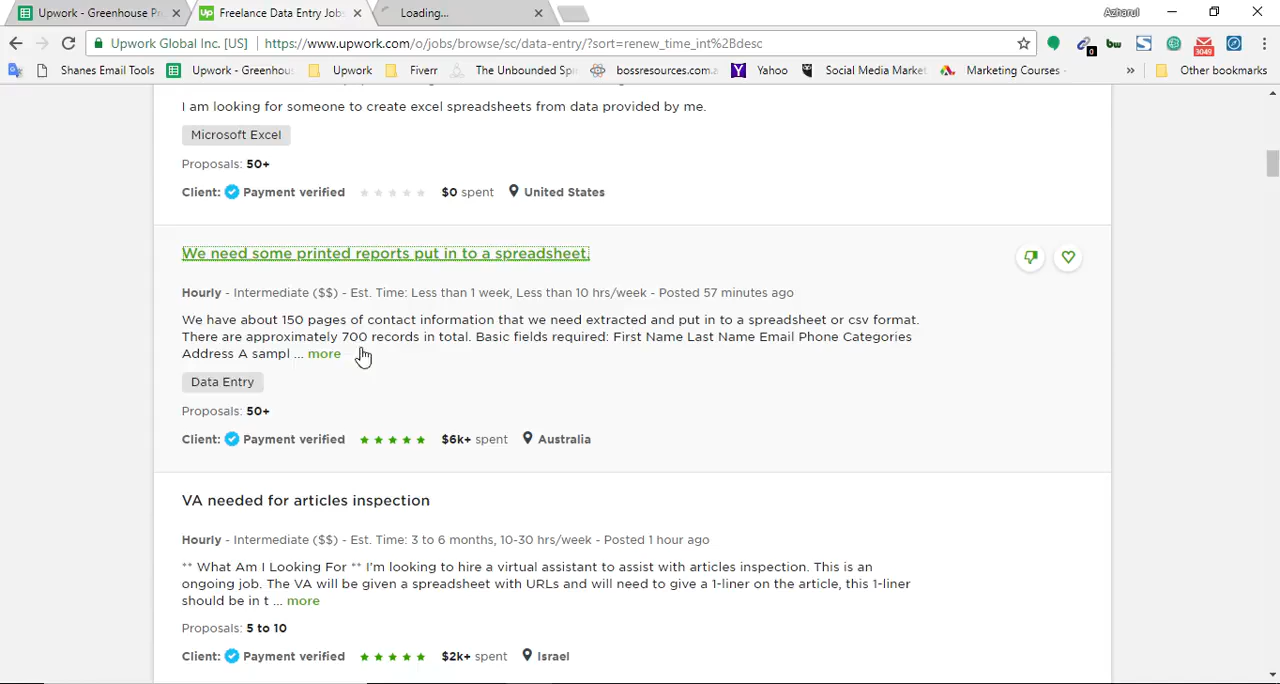 Upwork - Greenhouse Pr
Freelance Data Entry Jobs
Loading...
Azharul
Upwork Global Inc. [US] https://www.upwork.com/o/jobs/browse/sc/data-entry/?sort=renew_time_int%2Bdesc
0
bw
3049
Shanes Email Tools
Upwork - Greenhous
Upwork
Fiverr
The Unbounded Spi
bossresources.com.a
Yahoo
Social Media Market
Marketing Courses -
»
Other bookmarks
I am looking for someone to create excel spreadsheets from data provided by me.
Microsoft Excel
Proposals: 50+
Client: Payment verified $0 spent United States
We need some printed reports put in to a spreadsheet.
Hourly - Intermediate ($$) - Est. Time: Less than 1 week, Less than 10 hrs/week - Posted 57 minutes ago
We have about 150 pages of contact information that we need extracted and put in to a spreadsheet or csv format.
There are approximately 700 records in total. Basic fields required: First Name Last Name Email Phone Categories
Address A sampl ... more
Data Entry
Proposals: 50+
Client: Payment verified $6k+ spent Australia
VA needed for articles inspection
Hourly - Intermediate ($$) - Est. Time: 3 to 6 months, 10-30 hrs/week - Posted 1 hour ago
** What Am I Looking For ** I'm looking to hire a virtual assistant to assist with articles inspection. This is an
ongoing job. The VA will be given a spreadsheet with URLs and will need to give a 1-liner on the article, this 1-liner
should be in t ... more
Proposals: 5 to 10
Client: Payment verified $2k+ spent Israel